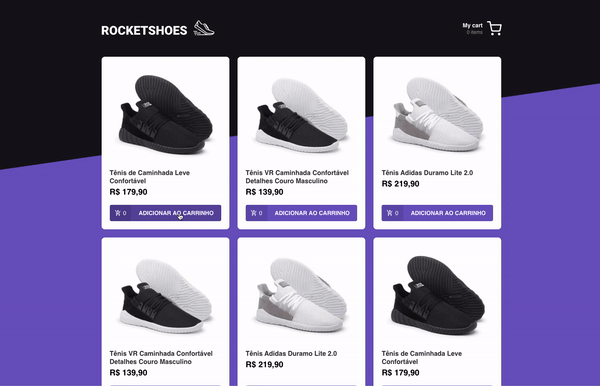 ROCKETSHOES
My cart
0 items
Tênis de Caminhada Leve
Confortável
R$ 179,90
0 ADICIONAR AO CARRINHO
Tênis VR Caminhada Confortável
Detalhes Couro Masculino
R$ 139,90
0 ADICIONAR AO CARRINHO
Tênis Adidas Duramo Lite 2.0
R$ 219,90
0 ADICIONAR AO CARRINHO
Tênis VR Caminhada Confortável
Detalhes Couro Masculino
R$ 139,90
Tênis Adidas Duramo Lite 2.0
R$ 219,90
Tênis de Caminhada Leve
Confortável
R$ 179,90